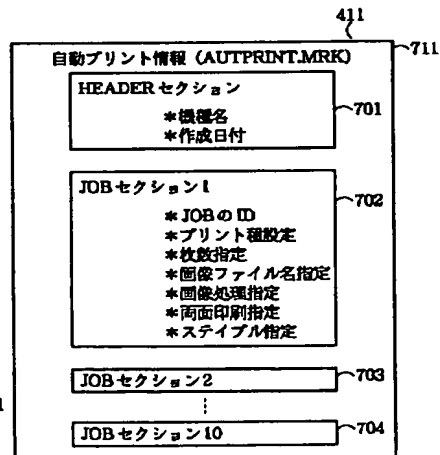 411
711
自動プリント情報 (AUTPRINT.MRK)
HEADERセクション
701
*機種名
*作成日付
JOBセクション1
702
*JOBのID
*プリント種設定
*枚数指定
*画像ファイル名指定
*画像処理指定
*両面印刷指定
*ステイプル指定
JOBセクション2
703
JOBセクション10
704
1